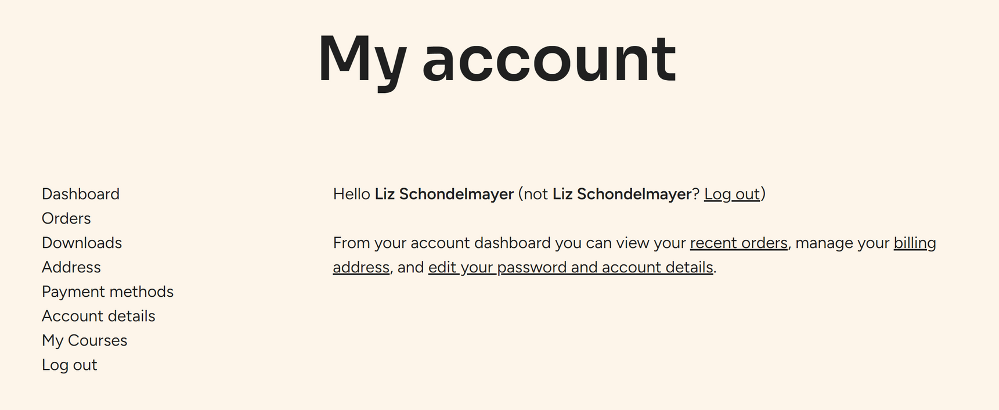 My account
Dashboard
Orders
Downloads
Address
Payment methods
Account details
My Courses
Log out
Hello Liz Schondelmayer (not Liz Schondelmayer? Log out)
From your account dashboard you can view your recent orders, manage your billing
address, and edit your password and account details.